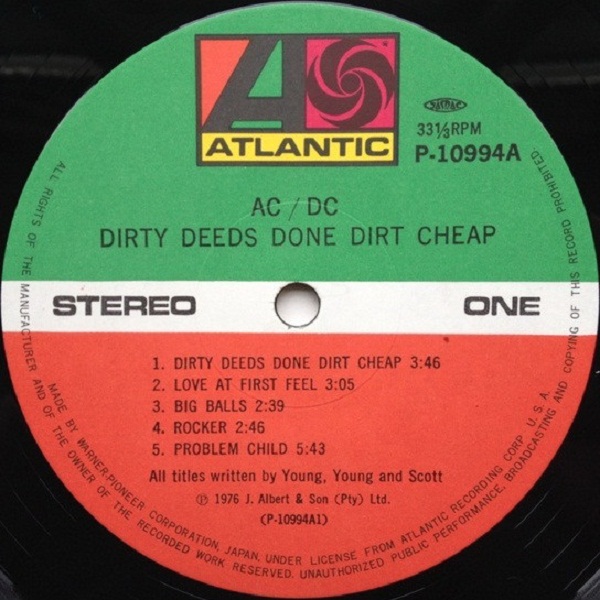 ATLANTIC
33⅓RPM
P-10994A
AC/DC
DIRTY DEEDS DONE DIRT CHEAP
STEREO
ONE
1. DIRTY DEEDS DONE DIRT CHEAP 3:46
2. LOVE AT FIRST FEEL 3:05
3. BIG BALLS 2:39
4. ROCKER 2:46
5. PROBLEM CHILD 5:43
All titles written by Young, Young and Scott
Ⓟ 1976 J. Albert & Son (Pty) Ltd.
(P-10994A1)
ALL RIGHTS OF THE MANUFACTURER AND OF THE OWNER OF THE RECORDED WORK RESERVED. UNAUTHORIZED PUBLIC PERFORMANCE, BROADCASTING AND COPYING OF THIS RECORD PROHIBITED.
MADE BY WARNER-PIONEER CORPORATION, JAPAN, UNDER LICENSE FROM ATLANTIC RECORDING CORP. U.S.A.